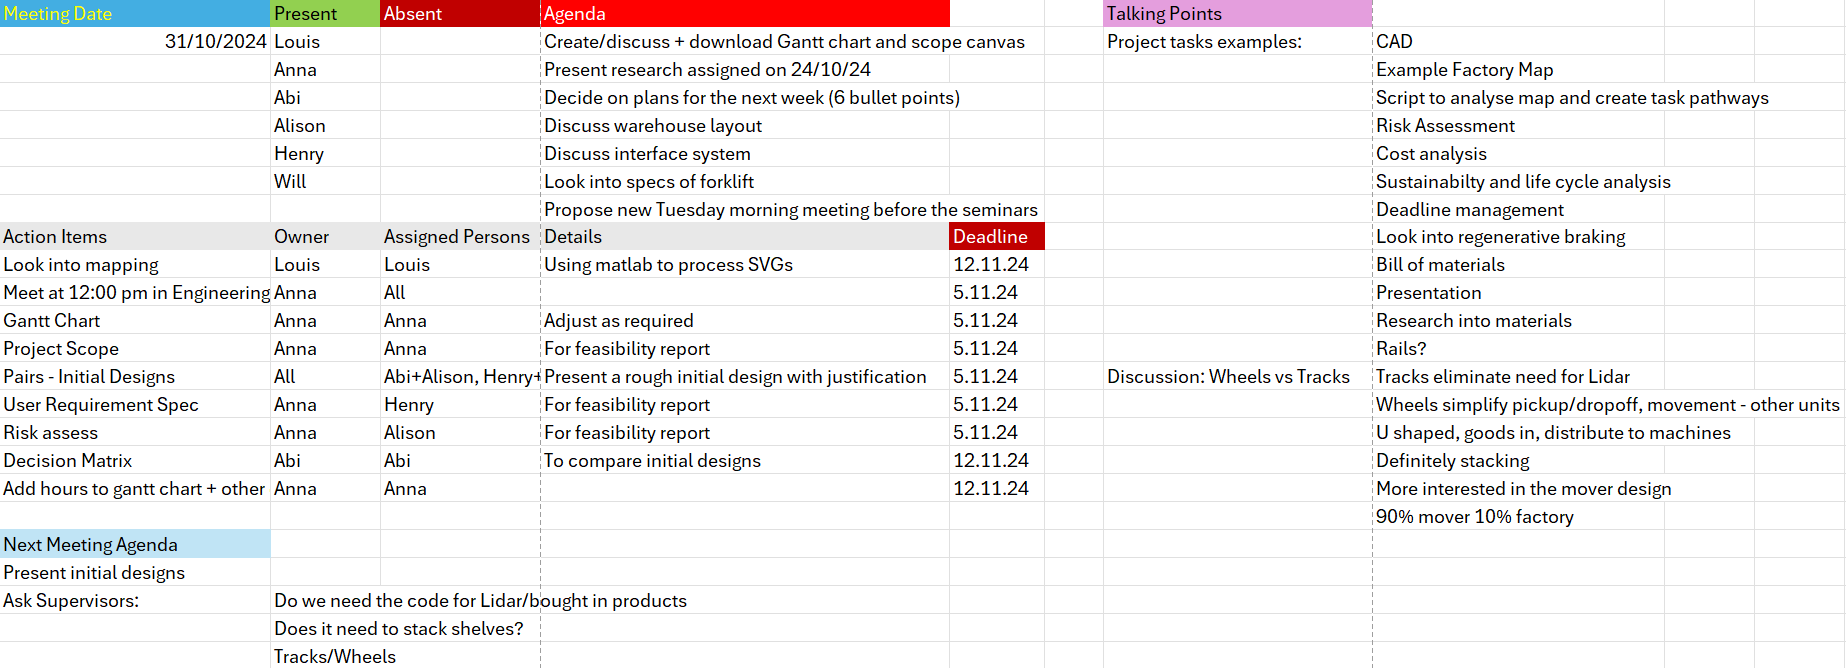 Meeting Date Present Absent Agenda Talking Points
31/10/2024 Louis Create/discuss + download Gantt chart and scope canvas Project tasks examples: CAD
Anna Present research assigned on 24/10/24 Example Factory Map
Abi Decide on plans for the next week (6 bullet points) Script to analyse map and create task pathways
Alison Discuss warehouse layout Risk Assessment
Henry Discuss interface system Cost analysis
Will Look into specs of forklift Sustainabilty and life cycle analysis
Propose new Tuesday morning meeting before the seminars Deadline management
Action Items Owner Assigned Persons Details Deadline Look into regenerative braking
Look into mapping Louis Louis Using matlab to process SVGs 12.11.24 Bill of materials
Meet at 12:00 pm in Engineering Anna All 5.11.24 Presentation
Gantt Chart Anna Anna Adjust as required 5.11.24 Research into materials
Project Scope Anna Anna For feasibility report 5.11.24 Rails?
Pairs - Initial Designs All Abi+Alison, Henry+ Present a rough initial design with justification 5.11.24 Discussion: Wheels vs Tracks Tracks eliminate need for Lidar
User Requirement Spec Anna Henry For feasibility report 5.11.24 Wheels simplify pickup/dropoff, movement - other units
Risk assess Anna Alison For feasibility report 5.11.24 U shaped, goods in, distribute to machines
Decision Matrix Abi Abi To compare initial designs 12.11.24 Definitely stacking
Add hours to gantt chart + other Anna Anna 12.11.24 More interested in the mover design
90% mover 10% factory
Next Meeting Agenda
Present initial designs
Ask Supervisors: Do we need the code for Lidar/bought in products
Does it need to stack shelves?
Tracks/Wheels